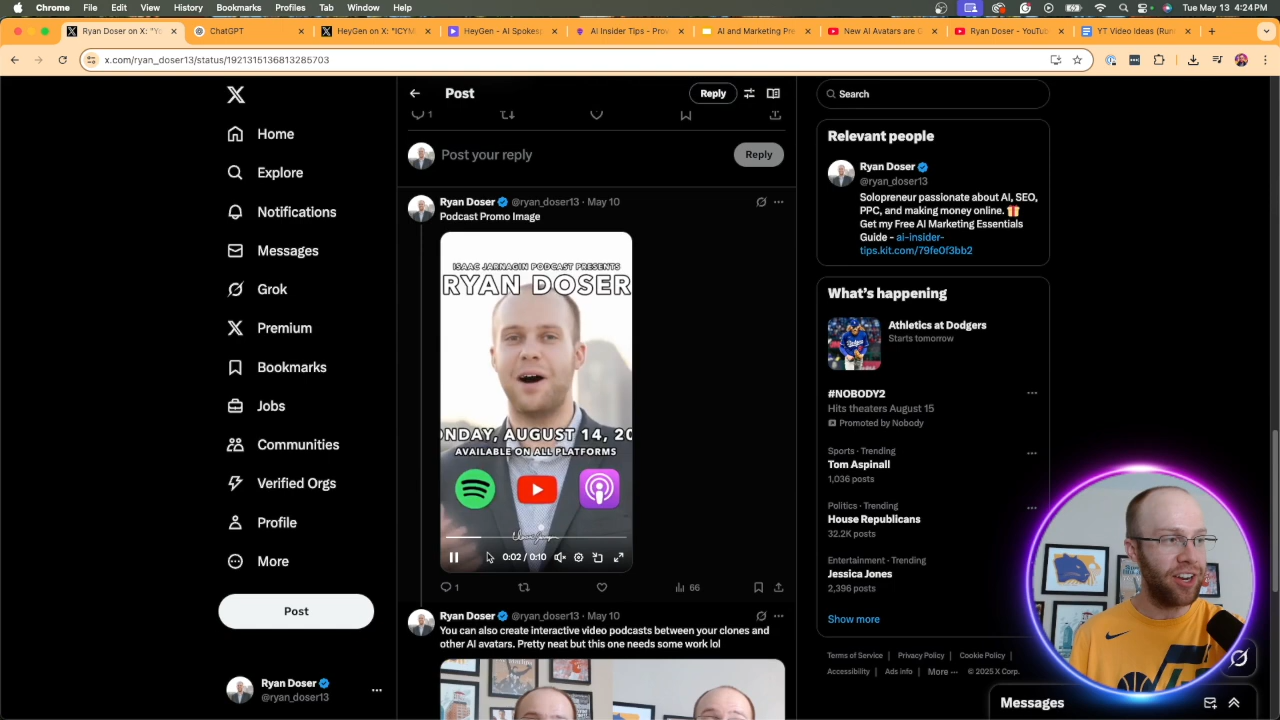 Chrome File Edit View History Bookmarks Profiles Tab Window Help
Tue May 13 4:24 PM
Ryan Doser on X: "Yo
ChatGPT
HeyGen on X: "ICYM
HeyGen - AI Spokesp
AI Insider Tips - Prov
AI and Marketing Pre
New AI Avatars are G
Ryan Doser - YouTub
YT Video Ideas (Run
x.com/ryan_doser13/status/1921315136813285703
Home
Explore
Notifications
Messages
Grok
Premium
Bookmarks
Jobs
Communities
Verified Orgs
Profile
More
Post
Ryan Doser
@ryan_doser13
Post
Reply
1
Post your reply
Reply
Ryan Doser @ryan_doser13 · May 10
Podcast Promo Image
ISAAC JARNAGIN PODCAST PRESENTS
RYAN DOSER
ONDAY, AUGUST 14, 20
AVAILABLE ON ALL PLATFORMS
0:02 / 0:10
1
66
Ryan Doser @ryan_doser13 · May 10
You can also create interactive video podcasts between your clones and
other AI avatars. Pretty neat but this one needs some work lol
Search
Relevant people
Ryan Doser
@ryan_doser13
Solopreneur passionate about AI, SEO,
PPC, and making money online. 🎁
Get my Free AI Marketing Essentials
Guide - ai-insider-
tips.kit.com/79fe0f3bb2
What's happening
Athletics at Dodgers
Starts tomorrow
#NOBODY2
Hits theaters August 15
Promoted by Nobody
Sports · Trending
Tom Aspinall
1,036 posts
Politics · Trending
House Republicans
32.2K posts
Entertainment · Trending
Jessica Jones
2,396 posts
Show more
Terms of Service | Privacy Policy | Cookie Policy |
Accessibility | Ads info | More ··· © 2025 X Corp.
Messages